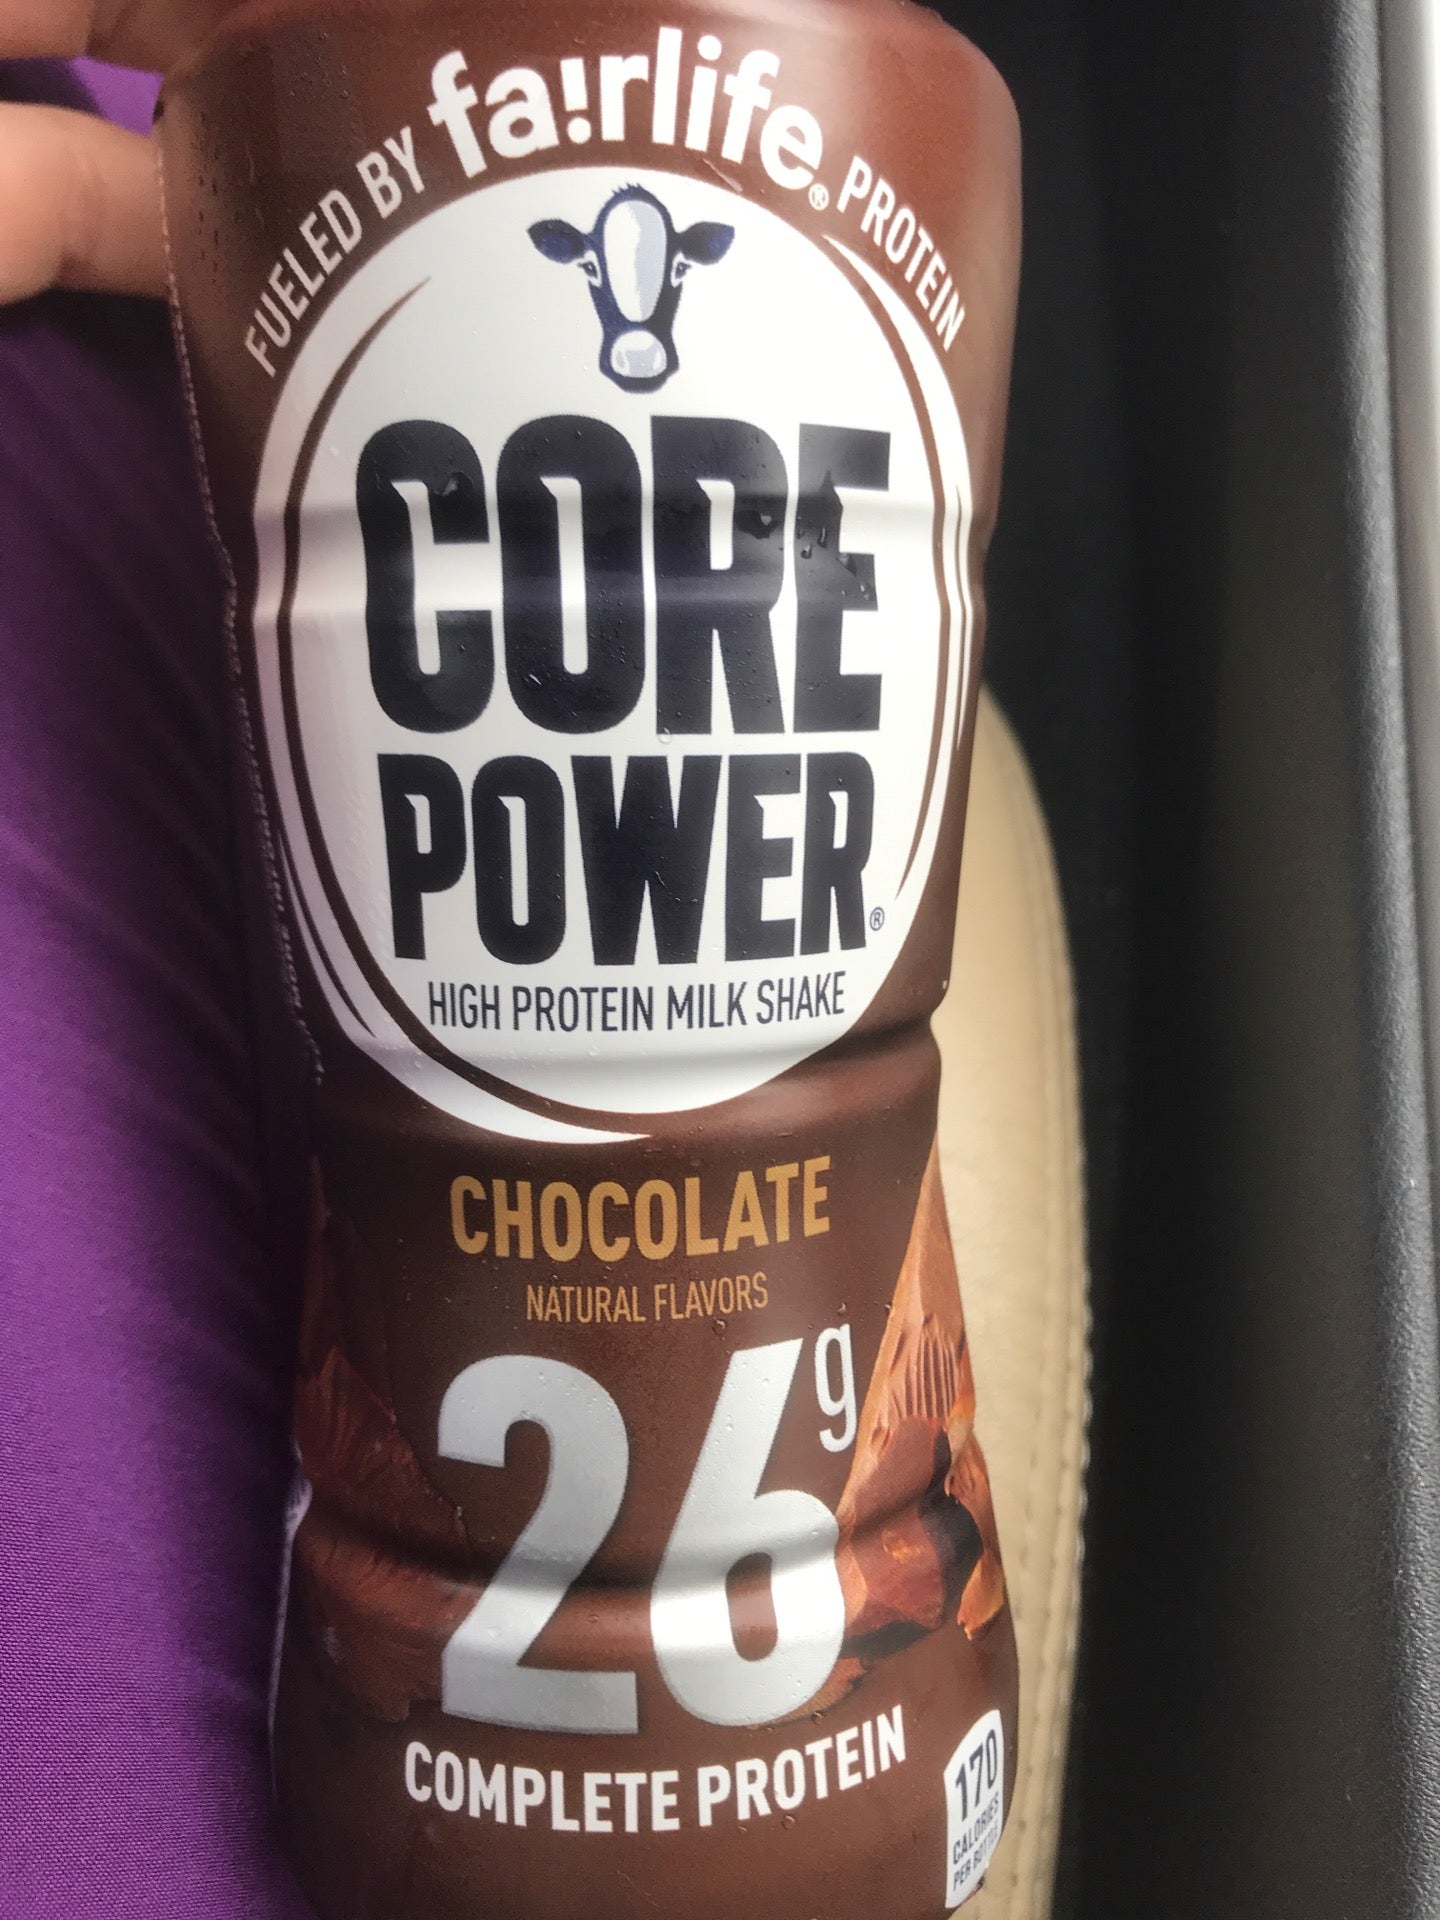 FUELED BY fa!rlife® PROTEIN
CORE
POWER®
HIGH PROTEIN MILK SHAKE
CHOCOLATE
NATURAL FLAVORS
26g
COMPLETE PROTEIN
170
CALORIES
PER BOTTLE